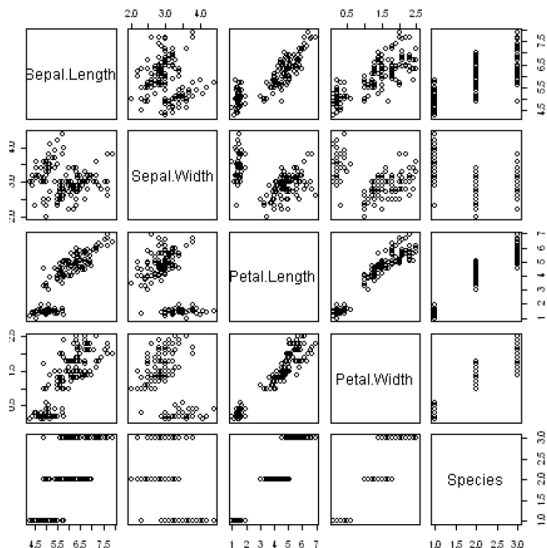 2.0 3.0 4.0
0.5 1.5 2.5
Sepal.Length
4.5 5.5 6.5 7.5
2.0 3.0 4.0
Sepal.Width
Petal.Length
1 2 3 4 5 6 7
0.5 1.5 2.5
Petal.Width
Species
1.0 1.5 2.0 2.5 3.0
4.5 5.5 6.5 7.5
1 2 3 4 5 6 7
1.0 1.5 2.0 2.5 3.0